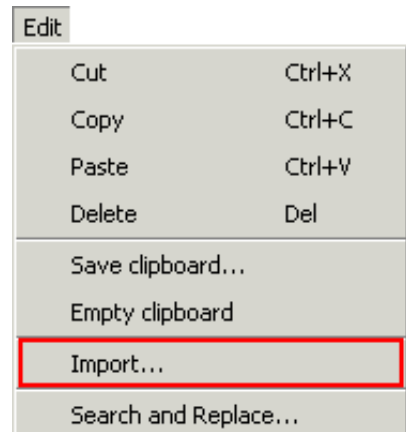 Edit
Cut Ctrl+X
Copy Ctrl+C
Paste Ctrl+V
Delete Del
Save clipboard...
Empty clipboard
Import...
Search and Replace...